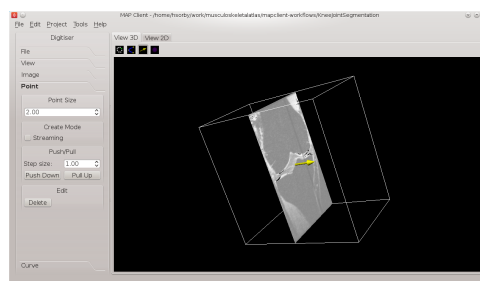 MAP Client - /home/hsorby/work/musculoskeletalatlas/mapclient-workflows/KneeJointSegmentation
File Edit Project Tools Help
Digitiser
File
View
Image
Point
Point Size
2.00
Create Mode
Streaming
Push/Pull
Step size: 1.00
Push Down Pull Up
Edit
Delete
Curve
View 3D View 2D